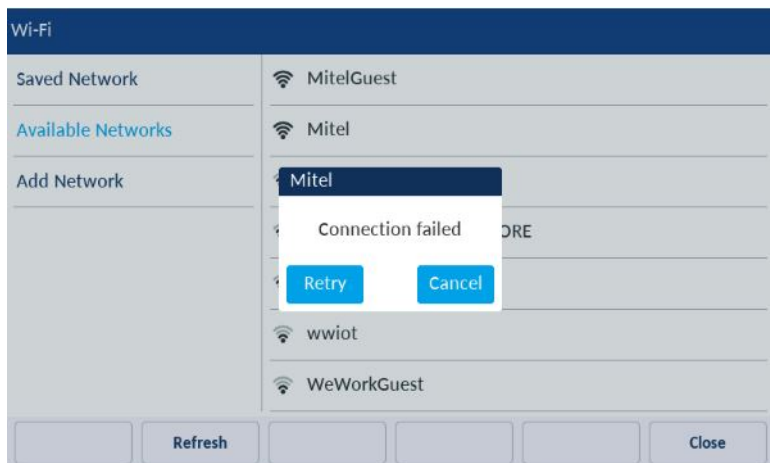 Wi-Fi
Saved Network
Available Networks
Add Network
MitelGuest
Mitel
Mitel
Connection failed
Retry
Cancel
wwiot
WeWorkGuest
Refresh
Close